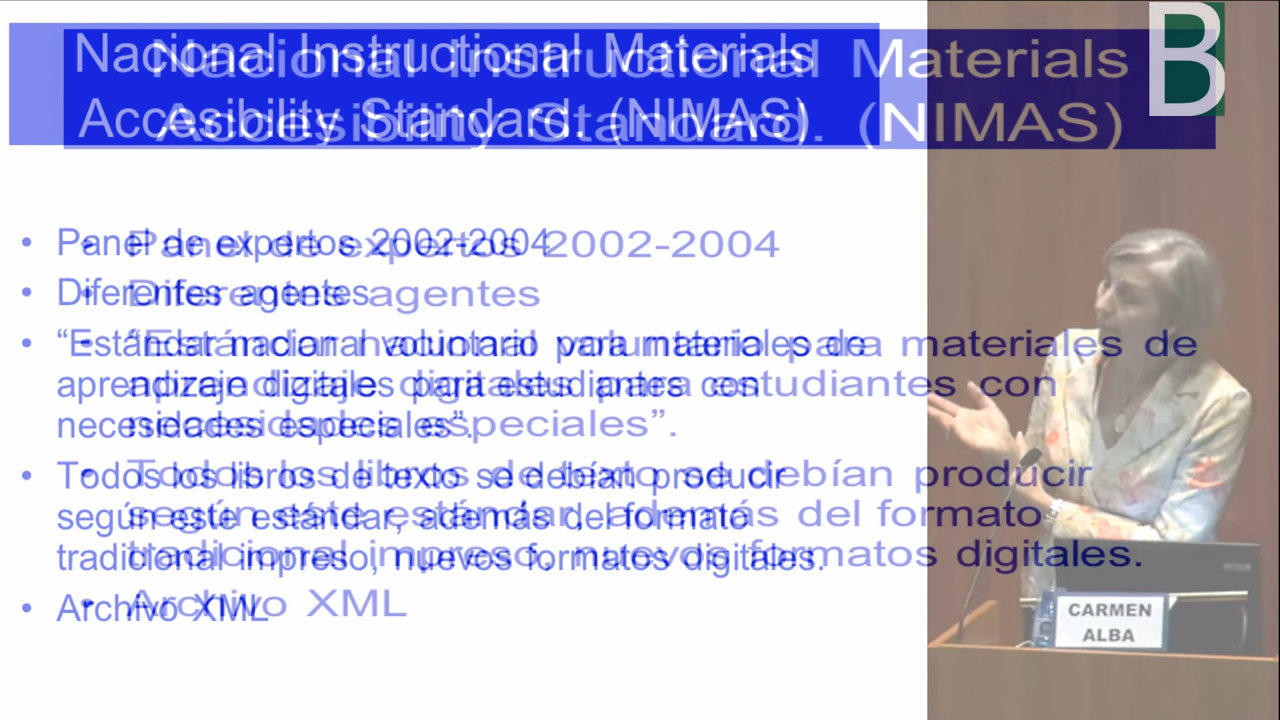 Nacional Instructional Materials
Accesibility Standard. (NIMAS)
B
• Panel de expertos 2002-2004
• Diferentes agentes
• “Estándar nacional voluntario para materiales de
aprendizaje digitales para estudiantes con
necesidades especiales”.
• Todos los libros de texto se debían producir
según este estándar, además del formato
tradicional impreso, nuevos formatos digitales.
• Archivo XML
CARMEN
ALBA